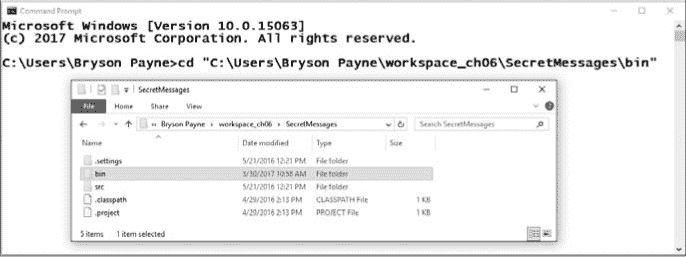 Command Prompt
Microsoft Windows [Version 10.0.15063]
(c) 2017 Microsoft Corporation. All rights reserved.
C:\Users\Bryson Payne>cd "C:\Users\Bryson Payne\workspace_ch06\SecretMessages\bin"
SecretMessages
File Home Share View
« Bryson Payne › workspace_ch06 › SecretMessages Search SecretMessages
Name Date modified Type Size
.settings 5/21/2016 12:21 PM File folder
bin 3/30/2017 10:58 AM File folder
src 5/21/2016 12:21 PM File folder
.classpath 4/29/2016 2:13 PM CLASSPATH File 1 KB
.project 4/29/2016 2:13 PM PROJECT File 1 KB
5 items 1 item selected